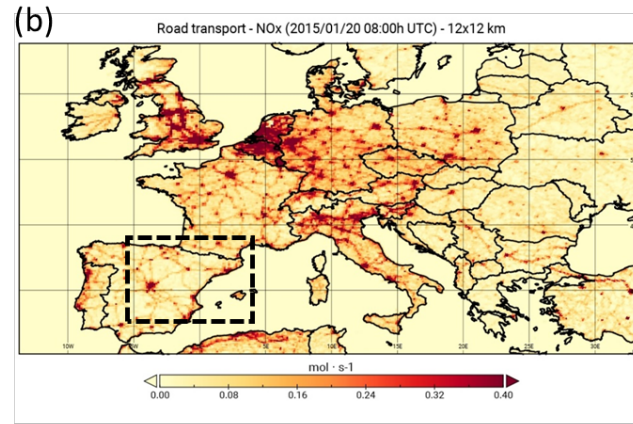 (b)
Road transport - NOx (2015/01/20 08:00h UTC) - 12x12 km
10W 5E 10E 15E 20E 25E 30E
mol · s-1
0.00 0.08 0.16 0.24 0.32 0.40